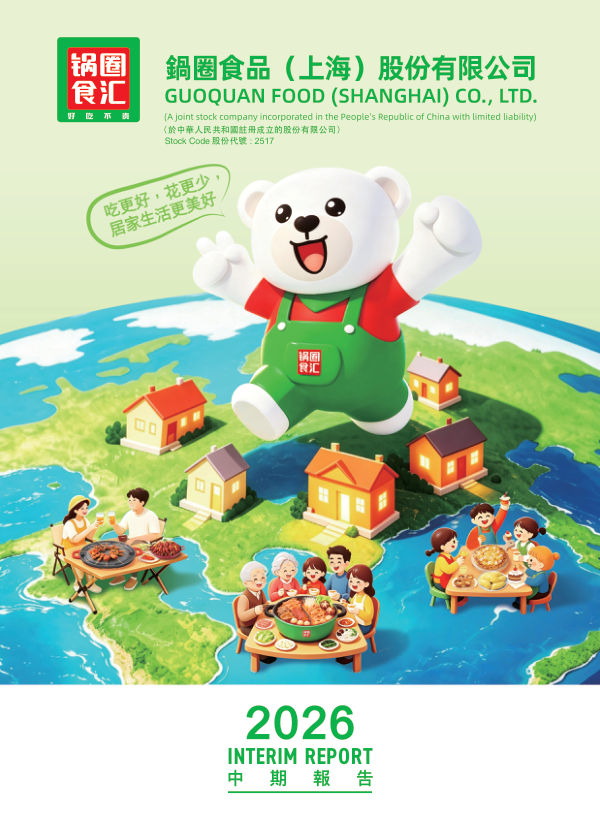 锅圈
食汇
好吃不贵
鍋圈食品（上海）股份有限公司
GUOQUAN FOOD (SHANGHAI) CO., LTD.
(A joint stock company incorporated in the People's Republic of China with limited liability)
（於中華人民共和國註冊成立的股份有限公司）
Stock Code 股份代號 : 2517
吃更好，花更少，
居家生活更美好
锅圈
食汇
2026
INTERIM REPORT
中期報告